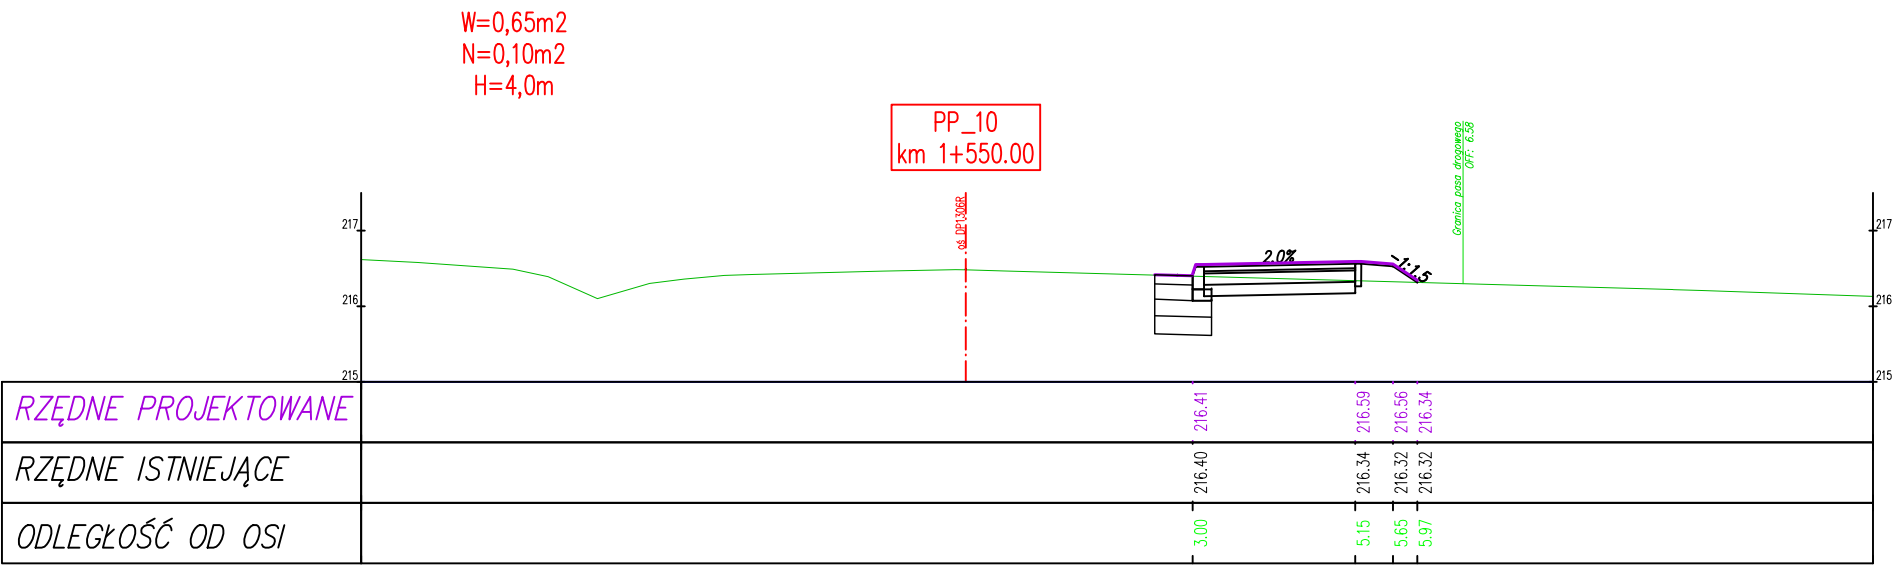 W=0,65m2
N=0,10m2
H=4,0m
PP_10
km 1+550.00
Granica pasa drogowego
OFF: 6.58
oś DP1306R
217
217
2.0%
-1:1.5
216
216
215
215
RZĘDNE PROJEKTOWANE
216.41
216.59
216.56
216.34
RZĘDNE ISTNIEJĄCE
216.40
216.34
216.32
216.32
ODLEGŁOŚĆ OD OSI
3.00
5.15
5.65
5.97